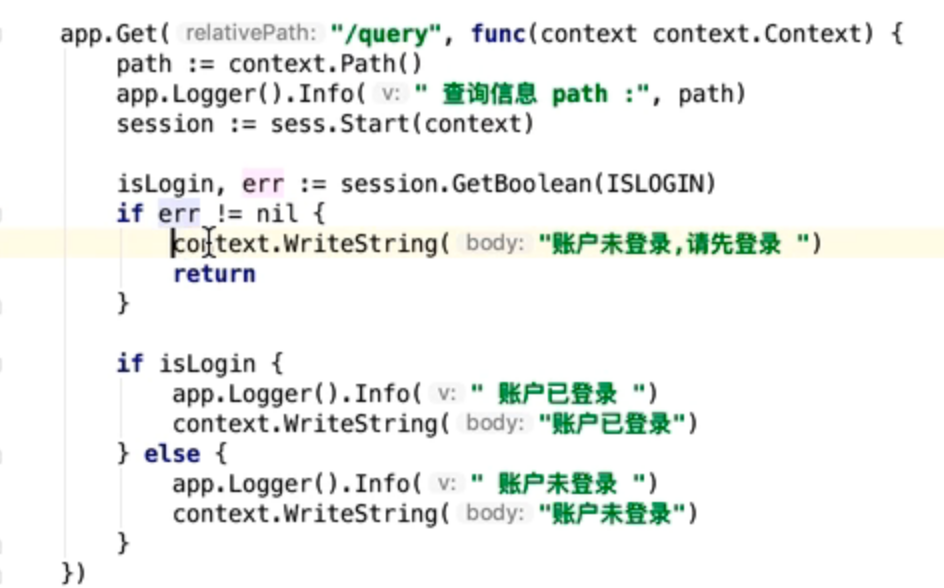 app.Get( relativePath: "/query", func(context context.Context) {
path := context.Path()
app.Logger().Info( v: " 查询信息 path :", path)
session := sess.Start(context)
isLogin, err := session.GetBoolean(ISLOGIN)
if err != nil {
context.WriteString( body: "账户未登录,请先登录 ")
return
}
if isLogin {
app.Logger().Info( v: " 账户已登录 ")
context.WriteString( body: "账户已登录")
} else {
app.Logger().Info( v: " 账户未登录 ")
context.WriteString( body: "账户未登录")
}
})